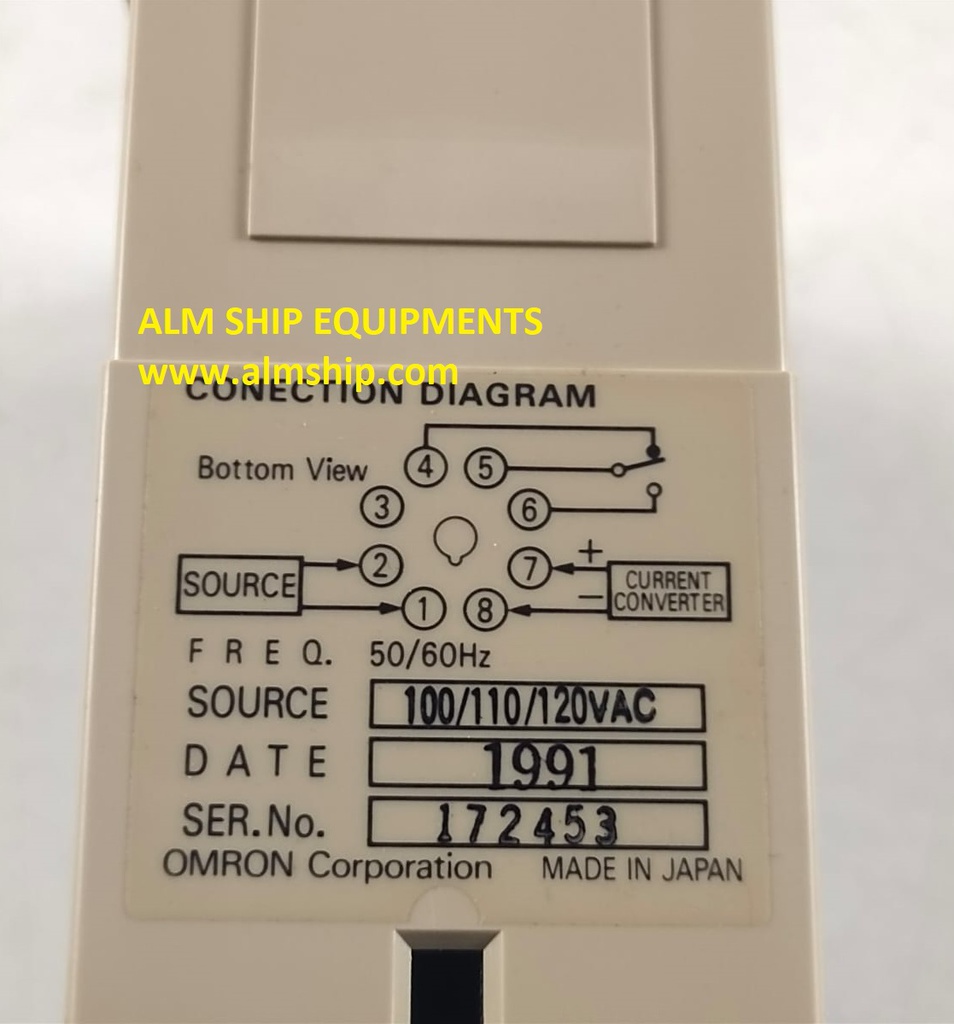 ALM SHIP EQUIPMENTS
www.almship.com
CONECTION DIAGRAM
Bottom View
4 5
3 6
2 7
1 8
+
−
SOURCE
CURRENT
CONVERTER
F R E Q. 50/60Hz
SOURCE 100/110/120VAC
D A T E 1991
SER.No. 172453
OMRON Corporation MADE IN JAPAN